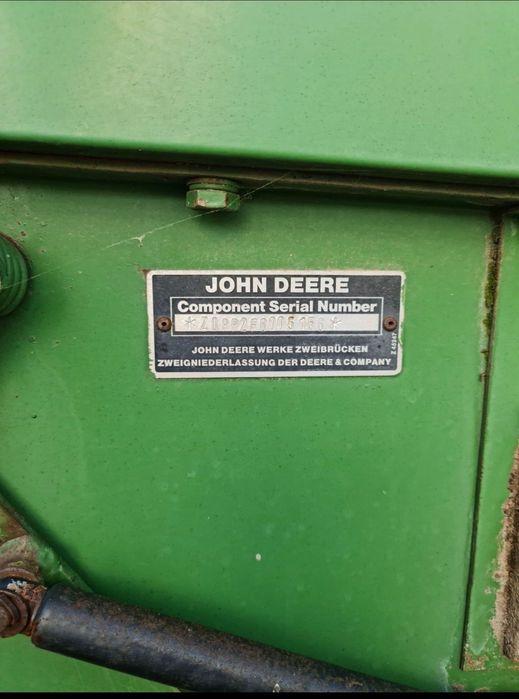 JOHN DEERE
Component Serial Number
JOHN DEERE WERKE ZWEIBRÜCKEN
ZWEIGNIEDERLASSUNG DER DEERE & COMPANY